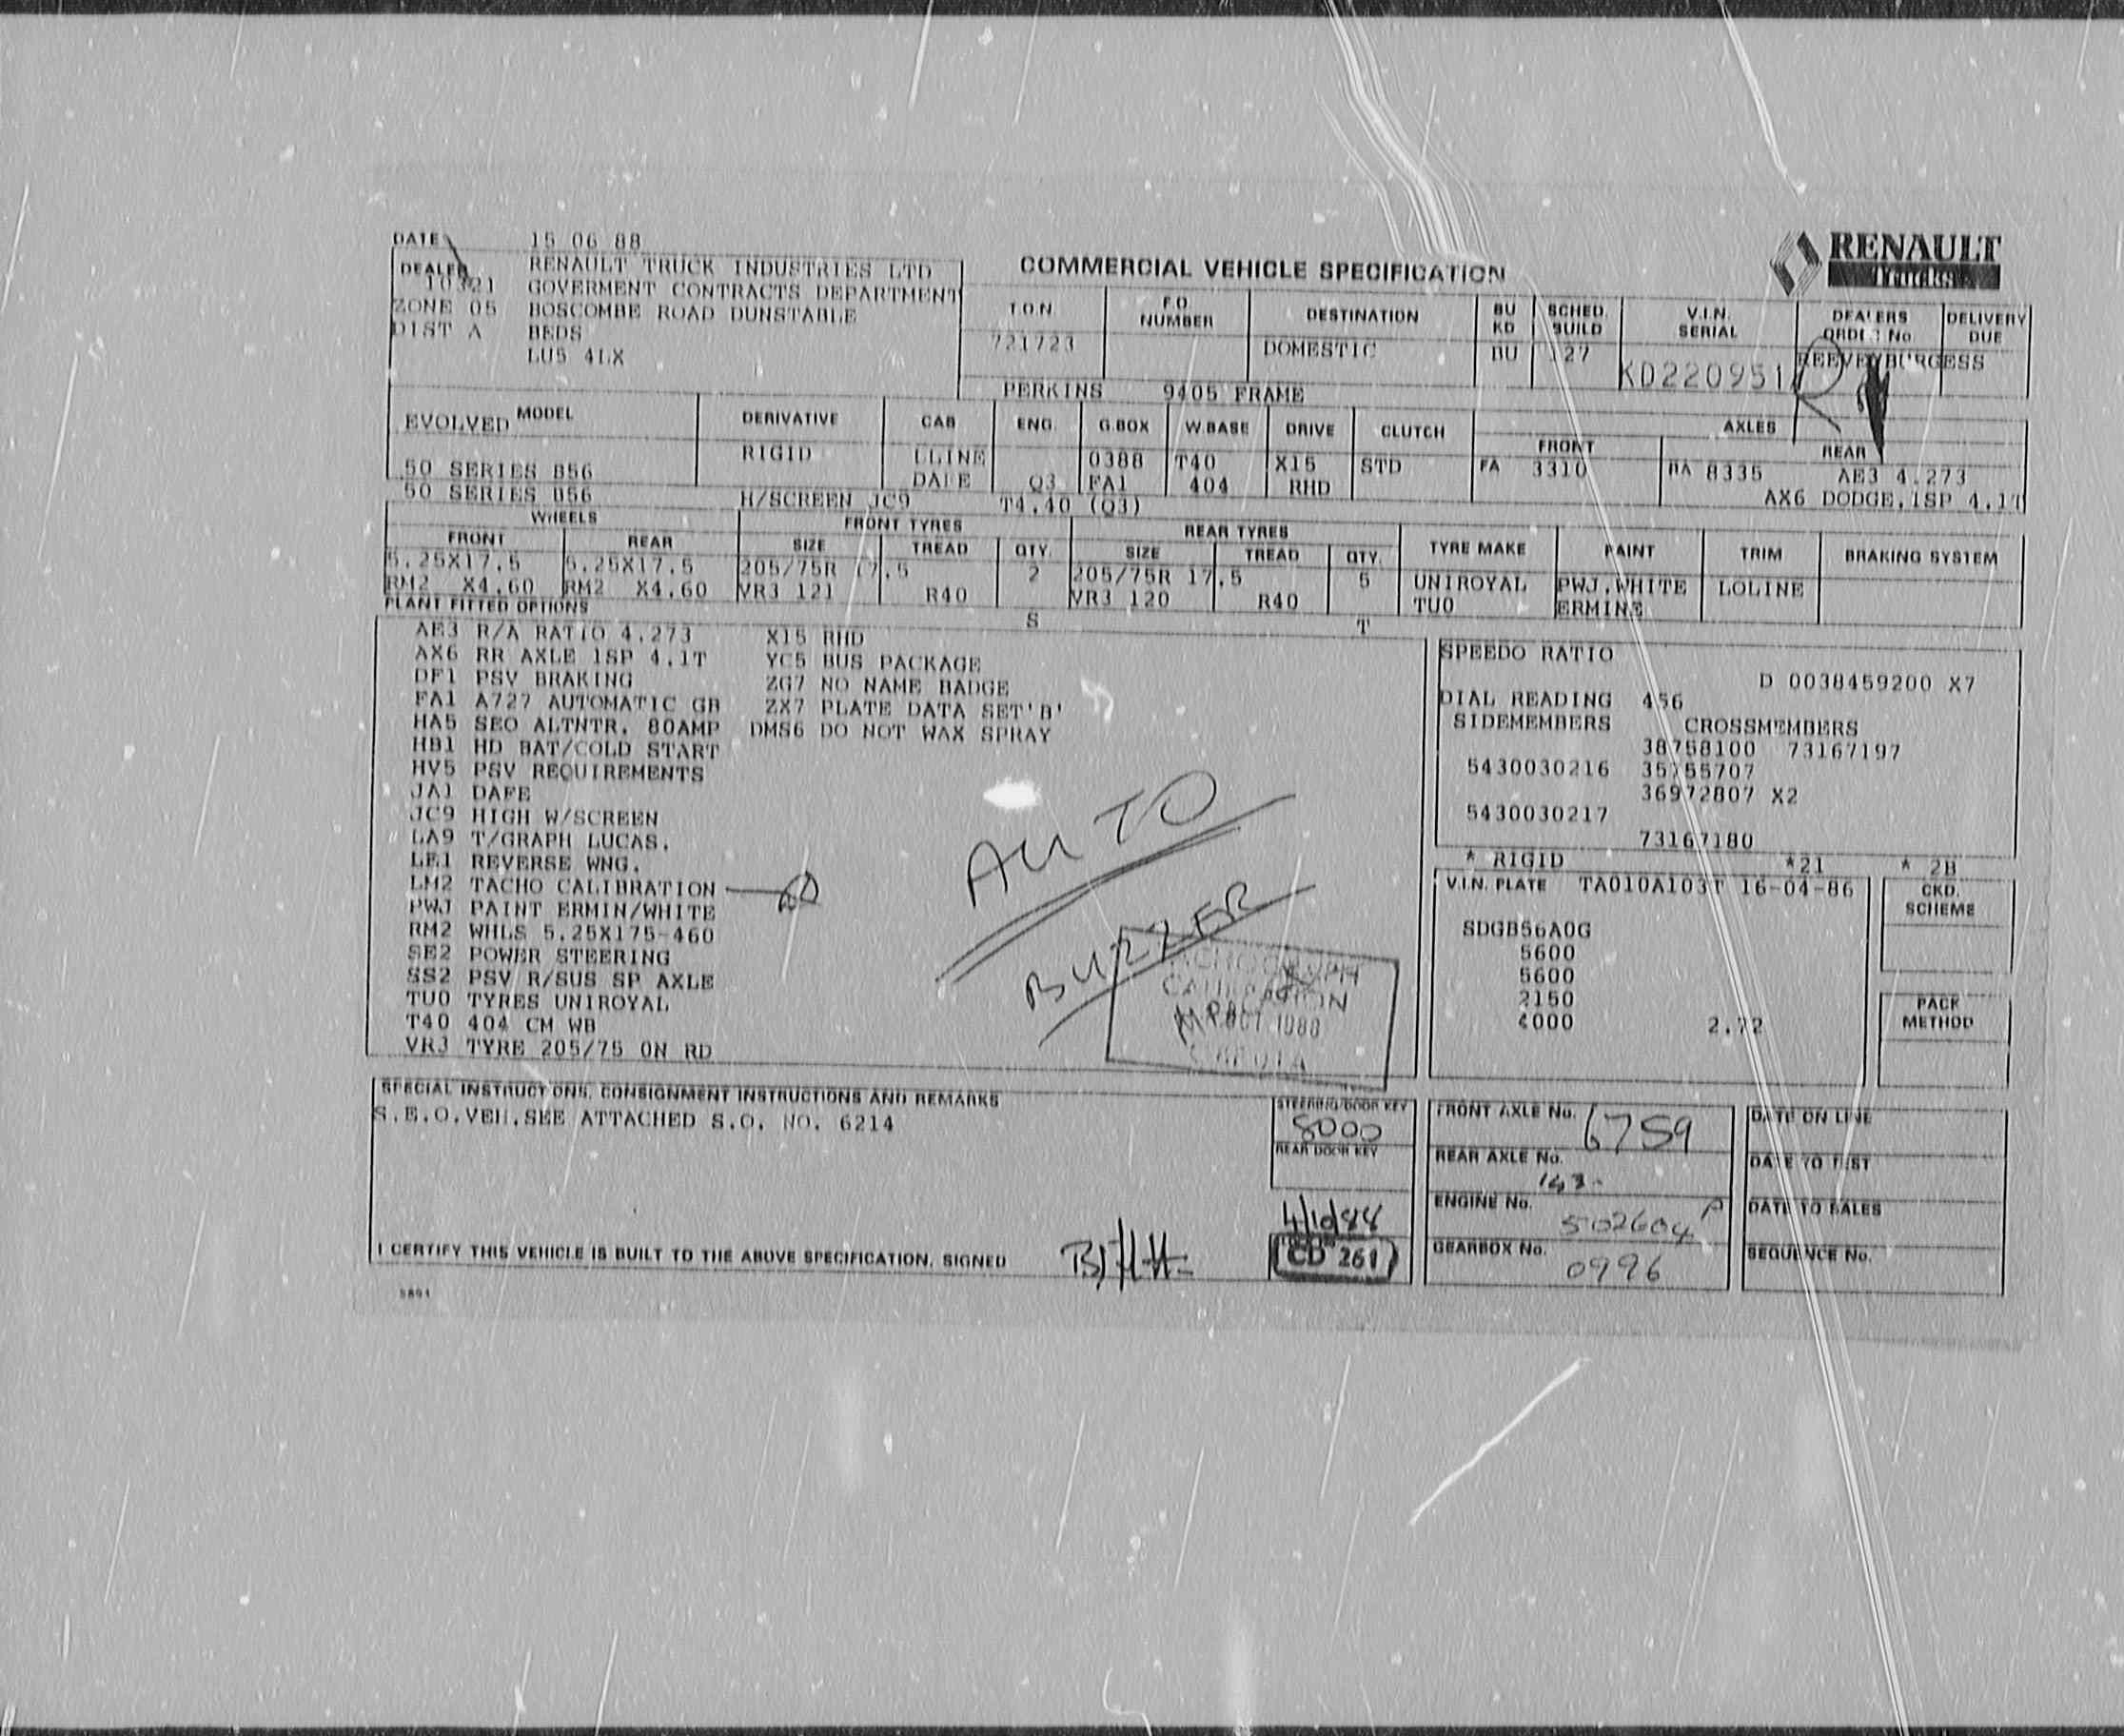 DATE 15 06 88
RENAULT
Trucks
DEALER RENAULT TRUCK INDUSTRIES LTD
10321 GOVERMENT CONTRACTS DEPARTMENT
ZONE 05 BOSCOMBE ROAD DUNSTABLE
DIST A BEDS
LU5 4LX
COMMERCIAL VEHICLE SPECIFICATION
T.O.N F.O. NUMBER DESTINATION BU KD SCHED. BUILD V.I.N. SERIAL DEALERS ORDER No DELIVERY DUE
721723 DOMESTIC BU 127 KD220951 REEVE BURGESS
PERKINS 9405 FRAME
MODEL DERIVATIVE CAB ENG. G.BOX W.BASE DRIVE CLUTCH AXLES
FRONT REAR
EVOLVED RIGID LLINE 0388 T40 X15 STD FA 3310 RA 8335 AE3 4.273
50 SERIES B56 Q3 FA1 404 RHD AX6 DODGE,1SP 4.1T
50 SERIES B56 H/SCREEN JC9 T4.40 (Q3)
WHEELS FRONT TYRES REAR TYRES
FRONT REAR SIZE TREAD QTY. SIZE TREAD QTY. TYRE MAKE PAINT TRIM BRAKING SYSTEM
5.25X17.5 5.25X17.5 205/75R 17.5 2 205/75R 17.5 5 UNIROYAL PWJ.WHITE LOLINE
RM2 X4.60 RM2 X4.60 VR3 121 R40 VR3 120 R40 TU0 ERMINE
PLANT FITTED OPTIONS S T
AE3 R/A RATIO 4.273 X15 RHD
AX6 RR AXLE 1SP 4.1T YC5 BUS PACKAGE
DF1 PSV BRAKING ZG7 NO NAME BADGE
FA1 A727 AUTOMATIC GB ZX7 PLATE DATA SET'B'
HA5 SEO ALTNTR. 80AMP DMS6 DO NOT WAX SPRAY
HB1 HD BAT/COLD START
HV5 PSV REQUIREMENTS
JC9 HIGH W/SCREEN
LA9 T/GRAPH LUCAS.
LE1 REVERSE WNG.
LM2 TACHO CALIBRATION
PWJ PAINT ERMIN/WHITE
RM2 WHLS 5.25X175-460
SE2 POWER STEERING
SS2 PSV R/SUS SP AXLE
TU0 TYRES UNIROYAL
T40 404 CM WB
VR3 TYRE 205/75 ON RD
AUTO
BUZZER
TACHOGRAPH
CALIBRATION
OCT 1988
SPEEDO RATIO
D 0038459200 X7
DIAL READING 456
SIDEMEMBERS CROSSMEMBERS
38758100 73167197
5430030216 35755707
36972807 X2
5430030217
73167180
* RIGID *21 * 2B
V.I.N. PLATE TA010A103T 16-04-86
SDGB56A0G
5600
5600
2150
4000 2.72
CKD. SCHEME
PACK METHOD
SPECIAL INSTRUCTIONS, CONSIGNMENT INSTRUCTIONS AND REMARKS
S.E.O.VEH.SEE ATTACHED S.O. NO. 6214
STEERING/DOOR KEY
8000
REAR DOOR KEY
4/10/88
CD 261
I CERTIFY THIS VEHICLE IS BUILT TO THE ABOVE SPECIFICATION. SIGNED
FRONT AXLE No. 6759
REAR AXLE No.
ENGINE No. 502604 P
GEARBOX No. 0996
DATE ON LINE
DATE TO TEST
DATE TO SALES
SEQUENCE No.